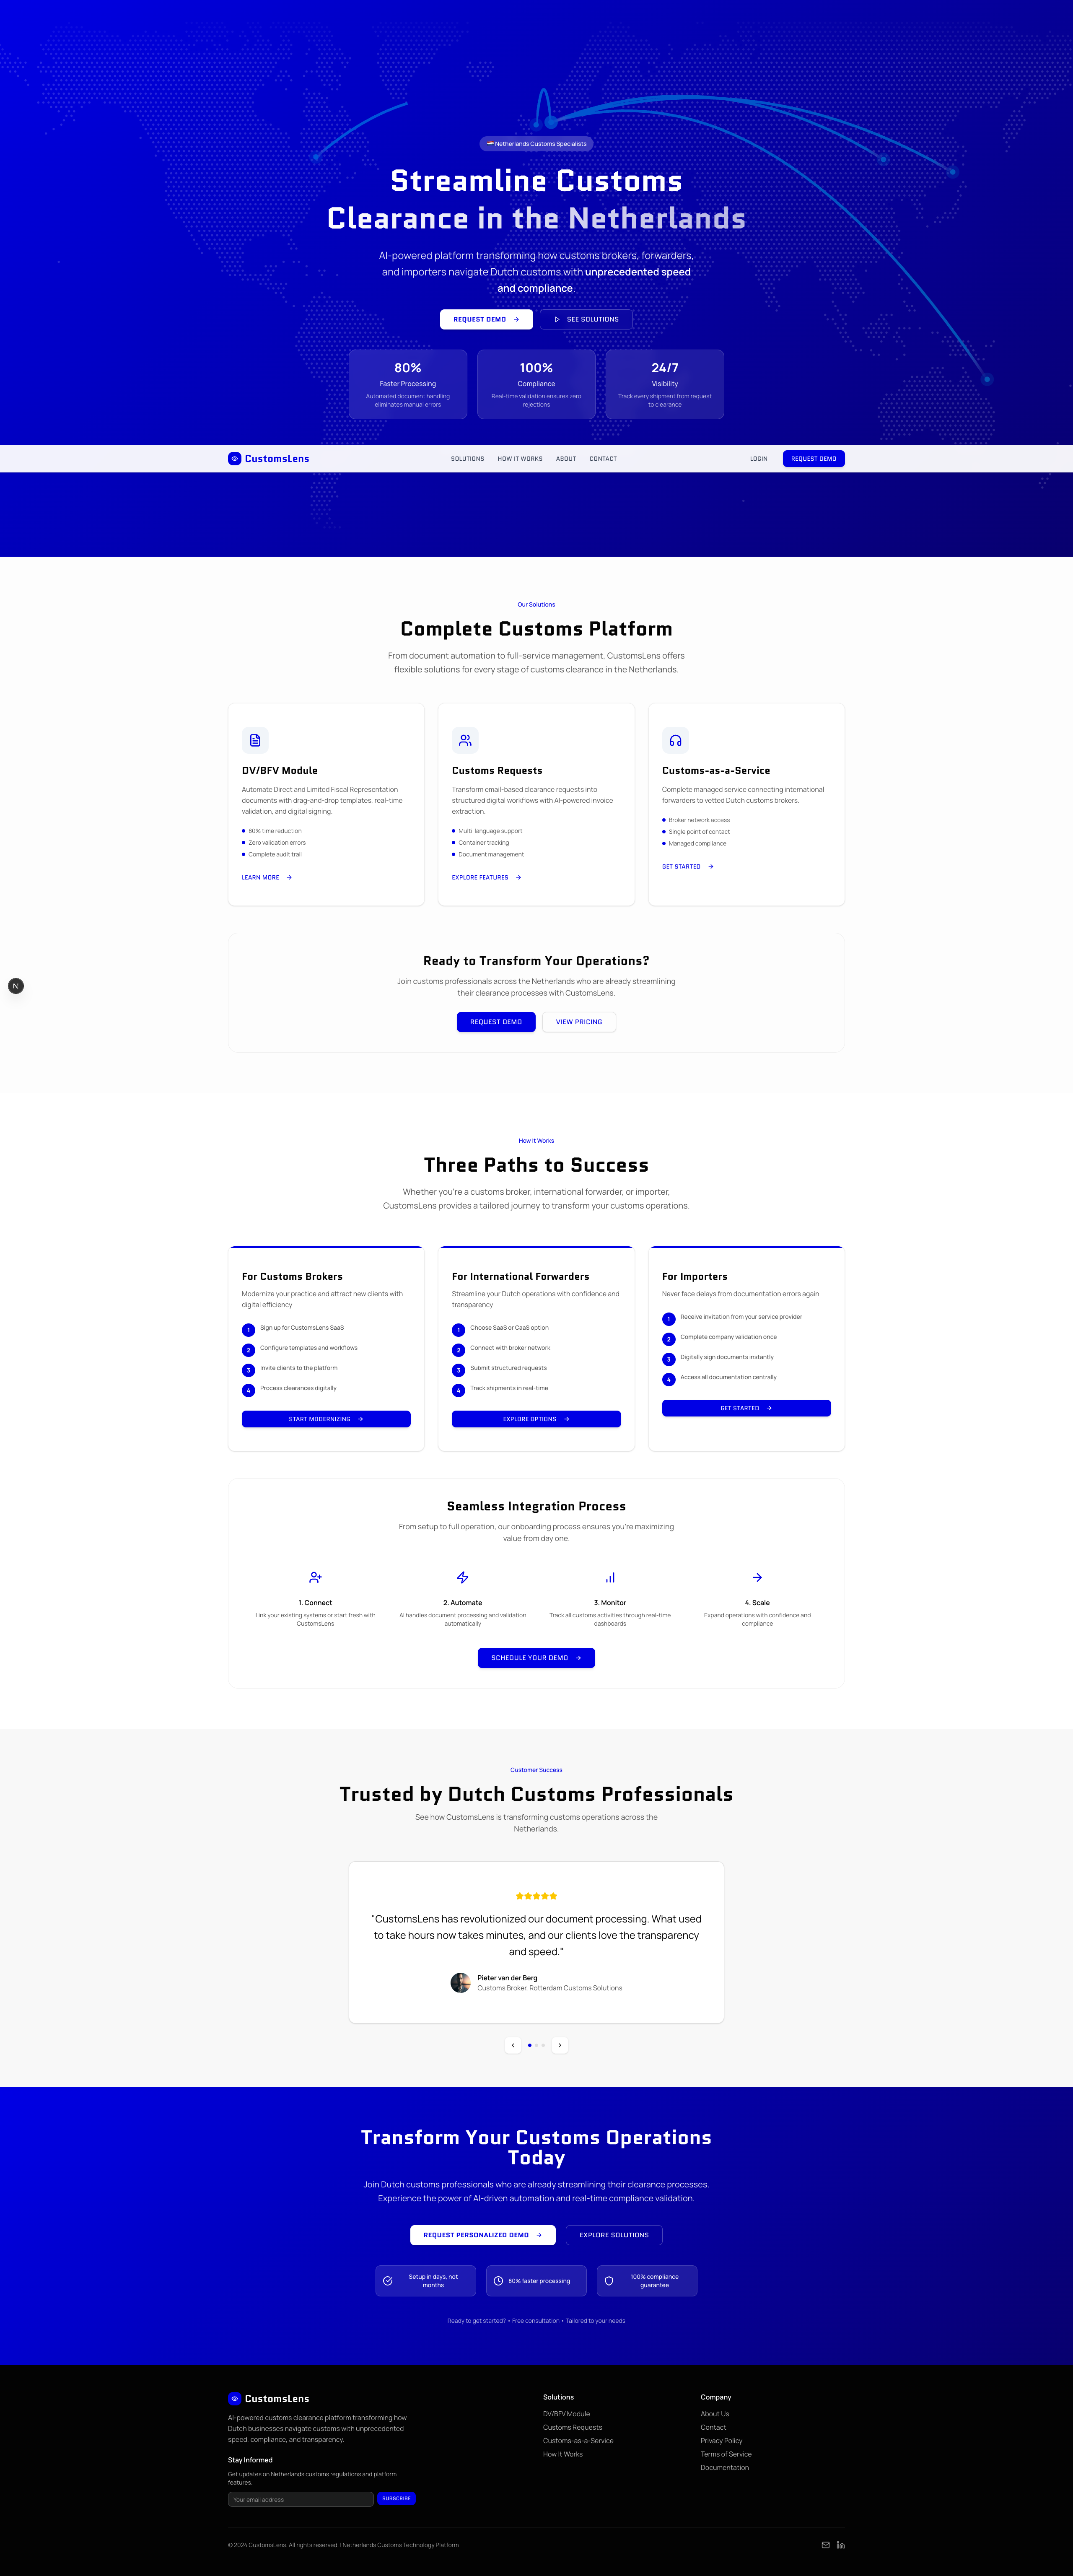 Netherlands Customs Specialists
Streamline Customs
Clearance in the Netherlands
AI-powered platform transforming how customs brokers, forwarders,
and importers navigate Dutch customs with unprecedented speed
and compliance.
REQUEST DEMO
SEE SOLUTIONS
80%
Faster Processing
Automated document handling
eliminates manual errors
100%
Compliance
Real-time validation ensures zero
rejections
24/7
Visibility
Track every shipment from request
to clearance
CustomsLens
SOLUTIONS
HOW IT WORKS
ABOUT
CONTACT
LOGIN
REQUEST DEMO
Our Solutions
Complete Customs Platform
From document automation to full-service management, CustomsLens offers
flexible solutions for every stage of customs clearance in the Netherlands.
DV/BFV Module
Automate Direct and Limited Fiscal Representation
documents with drag-and-drop templates, real-time
validation, and digital signing.
80% time reduction
Zero validation errors
Complete audit trail
LEARN MORE
Customs Requests
Transform email-based clearance requests into
structured digital workflows with AI-powered invoice
extraction.
Multi-language support
Container tracking
Document management
EXPLORE FEATURES
Customs-as-a-Service
Complete managed service connecting international
forwarders to vetted Dutch customs brokers.
Broker network access
Single point of contact
Managed compliance
GET STARTED
Ready to Transform Your Operations?
Join customs professionals across the Netherlands who are already streamlining
their clearance processes with CustomsLens.
REQUEST DEMO
VIEW PRICING
N
How It Works
Three Paths to Success
Whether you're a customs broker, international forwarder, or importer,
CustomsLens provides a tailored journey to transform your customs operations.
For Customs Brokers
Modernize your practice and attract new clients with
digital efficiency
1 Sign up for CustomsLens SaaS
2 Configure templates and workflows
3 Invite clients to the platform
4 Process clearances digitally
START MODERNIZING
For International Forwarders
Streamline your Dutch operations with confidence and
transparency
1 Choose SaaS or CaaS option
2 Connect with broker network
3 Submit structured requests
4 Track shipments in real-time
EXPLORE OPTIONS
For Importers
Never face delays from documentation errors again
1 Receive invitation from your service provider
2 Complete company validation once
3 Digitally sign documents instantly
4 Access all documentation centrally
GET STARTED
Seamless Integration Process
From setup to full operation, our onboarding process ensures you're maximizing
value from day one.
1. Connect
Link your existing systems or start fresh with
CustomsLens
2. Automate
AI handles document processing and validation
automatically
3. Monitor
Track all customs activities through real-time
dashboards
4. Scale
Expand operations with confidence and
compliance
SCHEDULE YOUR DEMO
Customer Success
Trusted by Dutch Customs Professionals
See how CustomsLens is transforming customs operations across the
Netherlands.
"CustomsLens has revolutionized our document processing. What used
to take hours now takes minutes, and our clients love the transparency
and speed."
Pieter van der Berg
Customs Broker, Rotterdam Customs Solutions
Transform Your Customs Operations
Today
Join Dutch customs professionals who are already streamlining their clearance processes.
Experience the power of AI-driven automation and real-time compliance validation.
REQUEST PERSONALIZED DEMO
EXPLORE SOLUTIONS
Setup in days, not
months
80% faster processing
100% compliance
guarantee
Ready to get started? • Free consultation • Tailored to your needs
CustomsLens
AI-powered customs clearance platform transforming how
Dutch businesses navigate customs with unprecedented
speed, compliance, and transparency.
Stay Informed
Get updates on Netherlands customs regulations and platform
features.
Your email address
SUBSCRIBE
Solutions
DV/BFV Module
Customs Requests
Customs-as-a-Service
How It Works
Company
About Us
Contact
Privacy Policy
Terms of Service
Documentation
© 2024 CustomsLens. All rights reserved. | Netherlands Customs Technology Platform